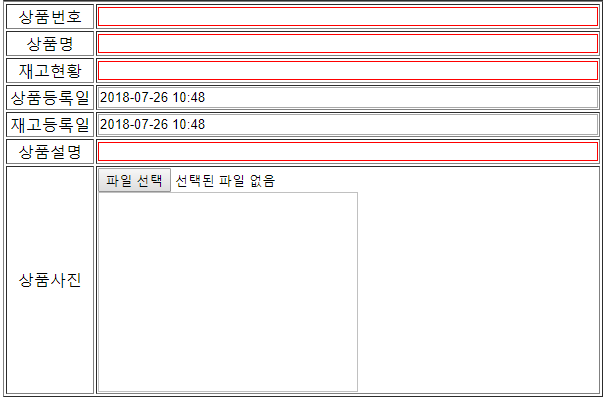 상품번호
상품명
재고현황
상품등록일 2018-07-26 10:48
재고등록일 2018-07-26 10:48
상품설명
파일 선택 선택된 파일 없음
상품사진